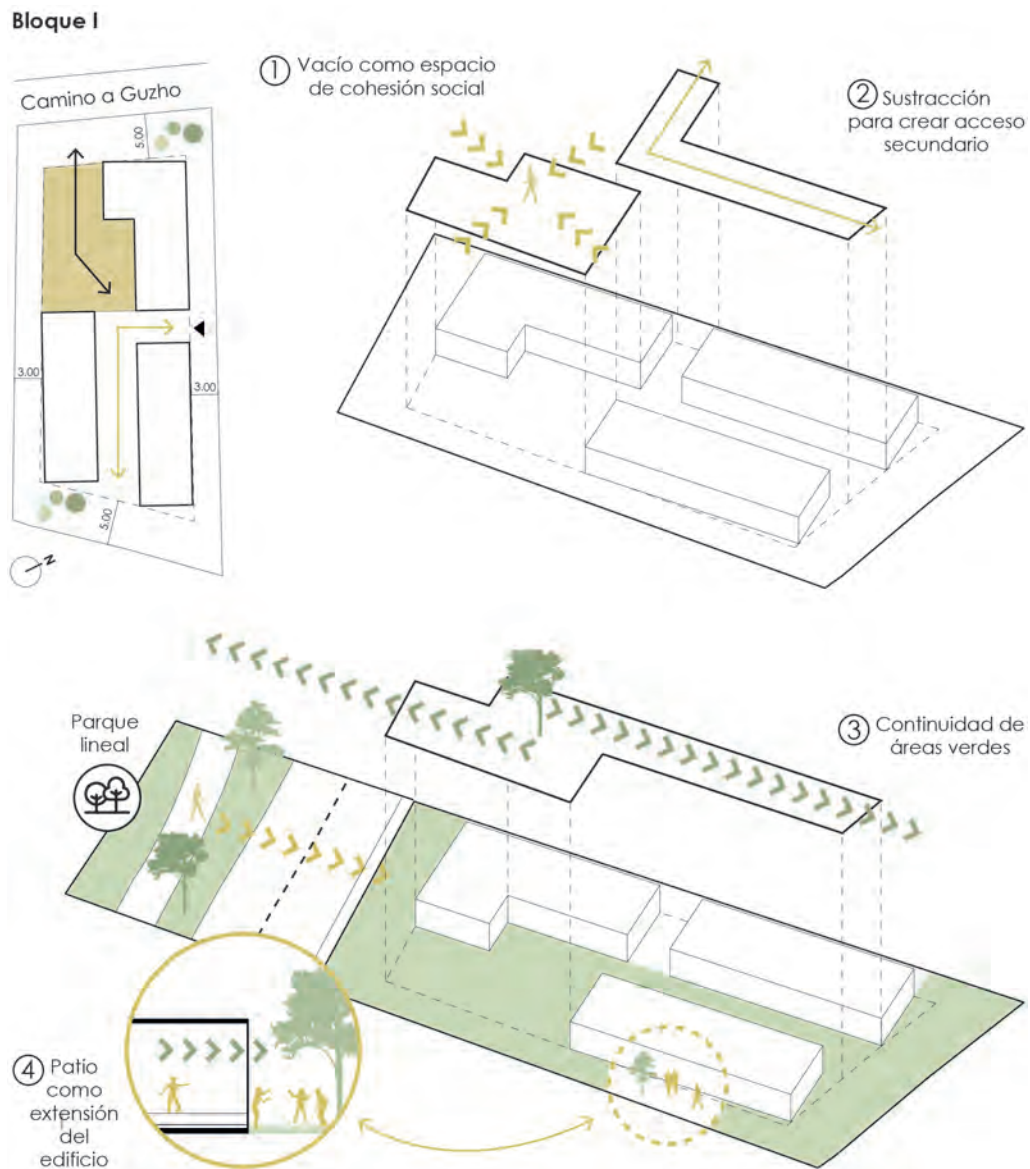 Bloque I
Camino a Guzho
5.00
3.00
3.00
5.00
N
① Vacío como espacio
de cohesión social
② Sustracción
para crear acceso
secundario
Parque
lineal
③ Continuidad de
áreas verdes
④ Patio
como
extensión
del
edificio